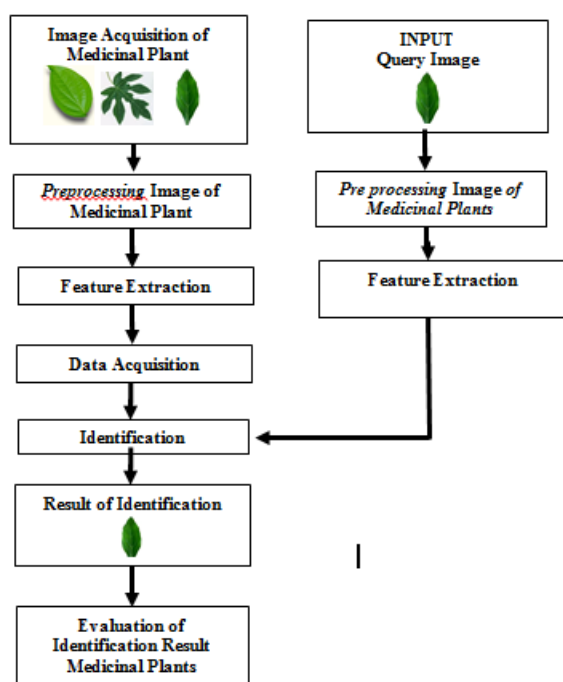 Image Acquisition of
Medicinal Plant
Preprocessing Image of
Medicinal Plant
Feature Extraction
Data Acquisition
Identification
Result of Identification
Evaluation of
Identification Result
Medicinal Plants
INPUT
Query Image
Pre processing Image of
Medicinal Plants
Feature Extraction